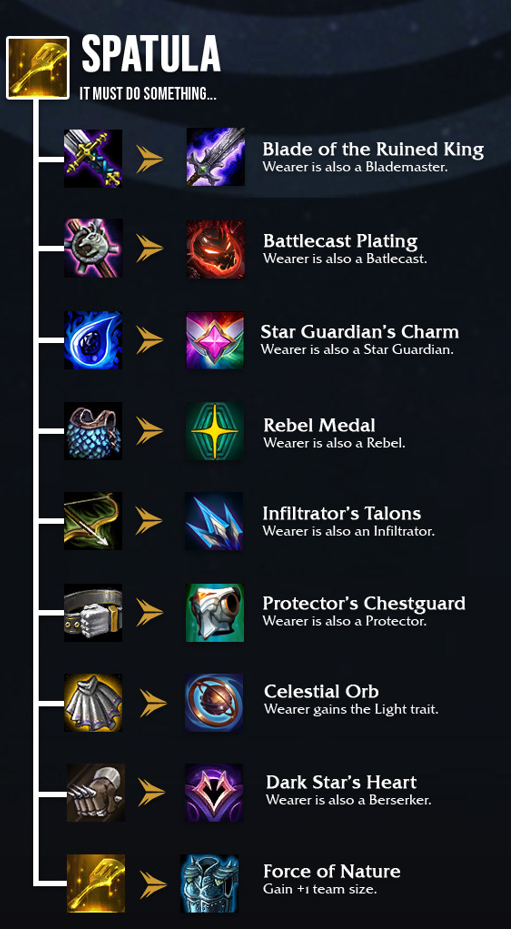 SPATULA
IT MUST DO SOMETHING...
Blade of the Ruined King
Wearer is also a Blademaster.
Battlecast Plating
Wearer is also a Batlecast.
Star Guardian's Charm
Wearer is also a Star Guardian.
Rebel Medal
Wearer is also a Rebel.
Infiltrator's Talons
Wearer is also an Infiltrator.
Protector's Chestguard
Wearer is also a Protector.
Celestial Orb
Wearer gains the Light trait.
Dark Star's Heart
Wearer is also a Berserker.
Force of Nature
Gain +1 team size.